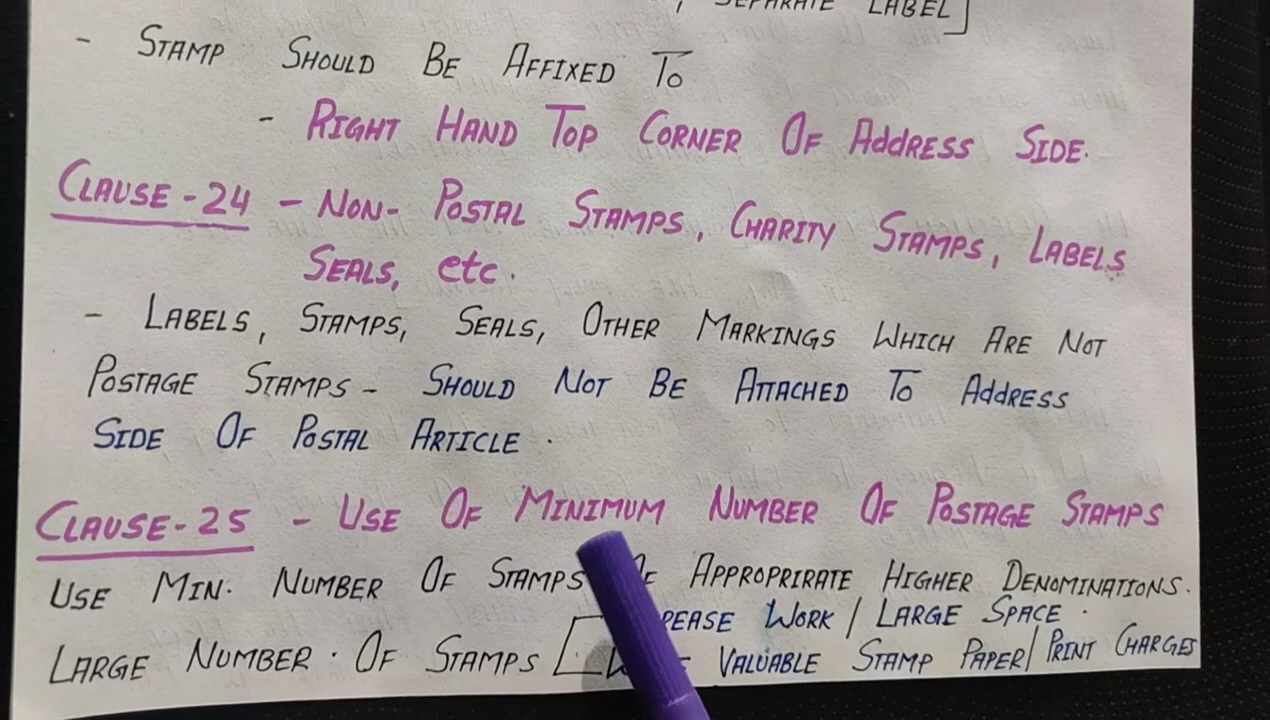 SEPARATE LABEL]
- STAMP SHOULD BE AFFIXED TO
- RIGHT HAND TOP CORNER OF ADDRESS SIDE.
CLAUSE-24 - NON- POSTAL STAMPS, CHARITY STAMPS, LABELS
SEALS, etc.
- LABELS, STAMPS, SEALS, OTHER MARKINGS WHICH ARE NOT
POSTAGE STAMPS- SHOULD NOT BE ATTACHED TO ADDRESS
SIDE OF POSTAL ARTICLE.
CLAUSE-25 - USE OF MINIMUM NUMBER OF POSTAGE STAMPS
USE MIN. NUMBER OF STAMPS OF APPROPRIRATE HIGHER DENOMINATIONS.
WORK / LARGE SPACE.
LARGE NUMBER. OF STAMPS [ VALUABLE STAMP PAPER/ PRINT CHARGES